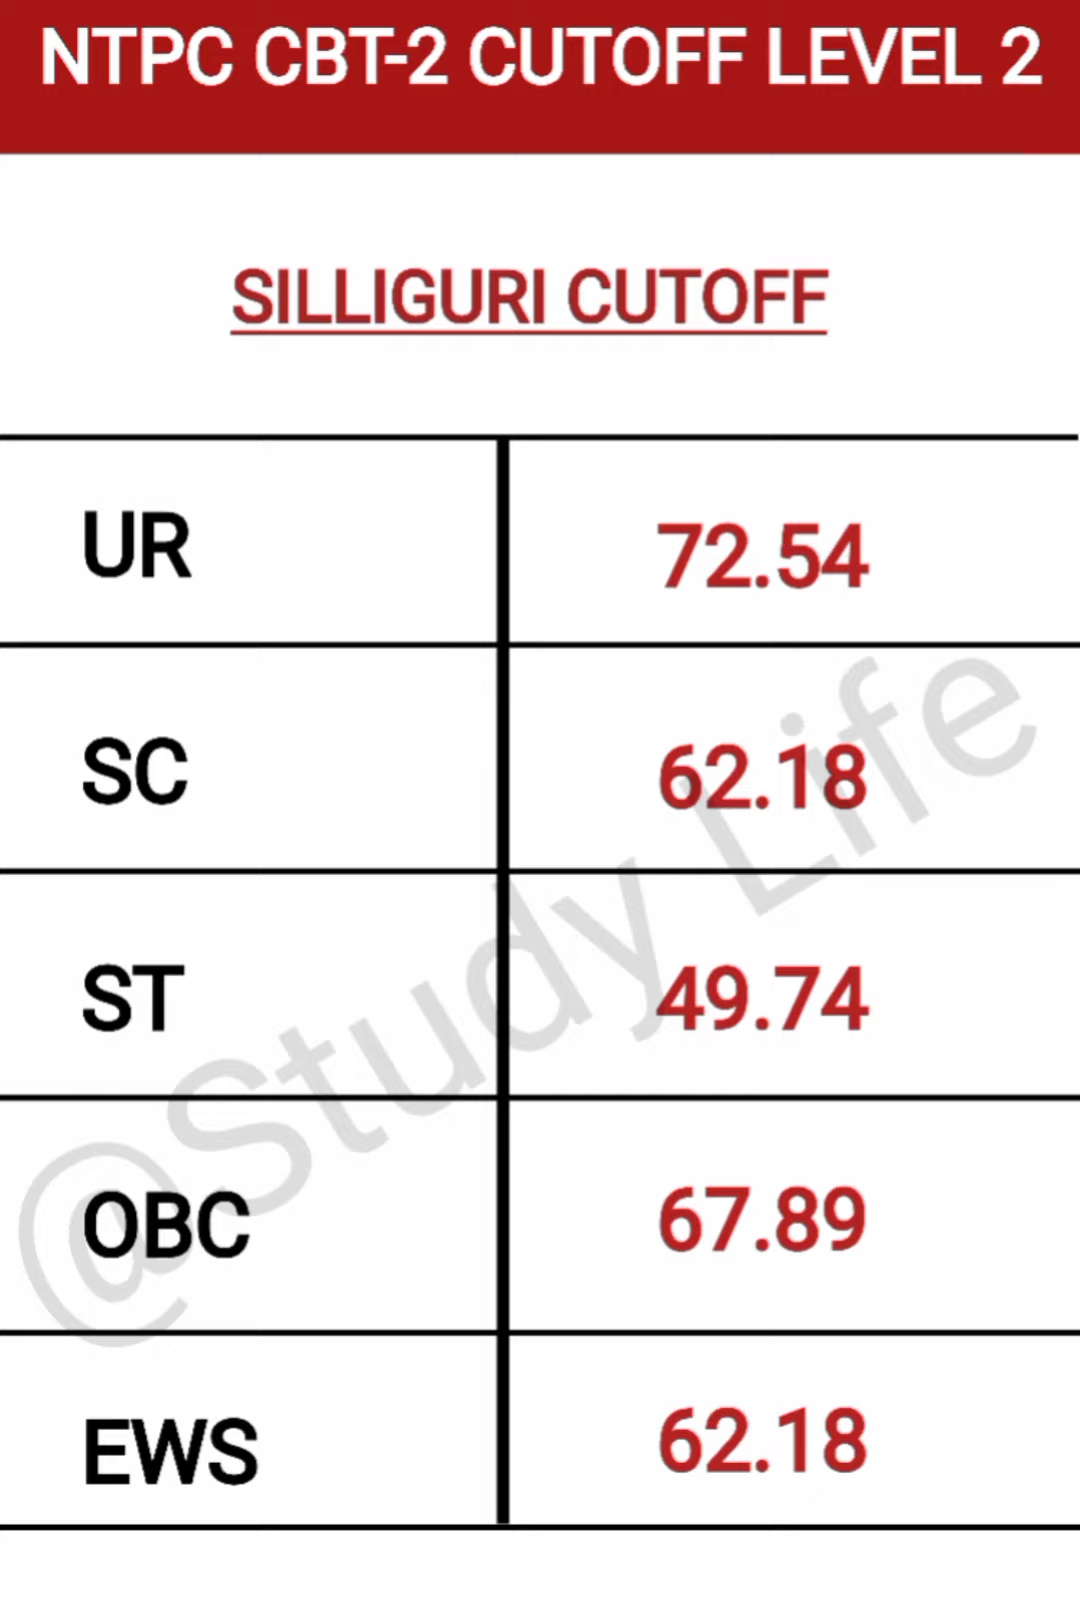 NTPC CBT-2 CUTOFF LEVEL 2
SILLIGURI CUTOFF
UR 72.54
SC 62.18
ST 49.74
OBC 67.89
EWS 62.18
@Study Life